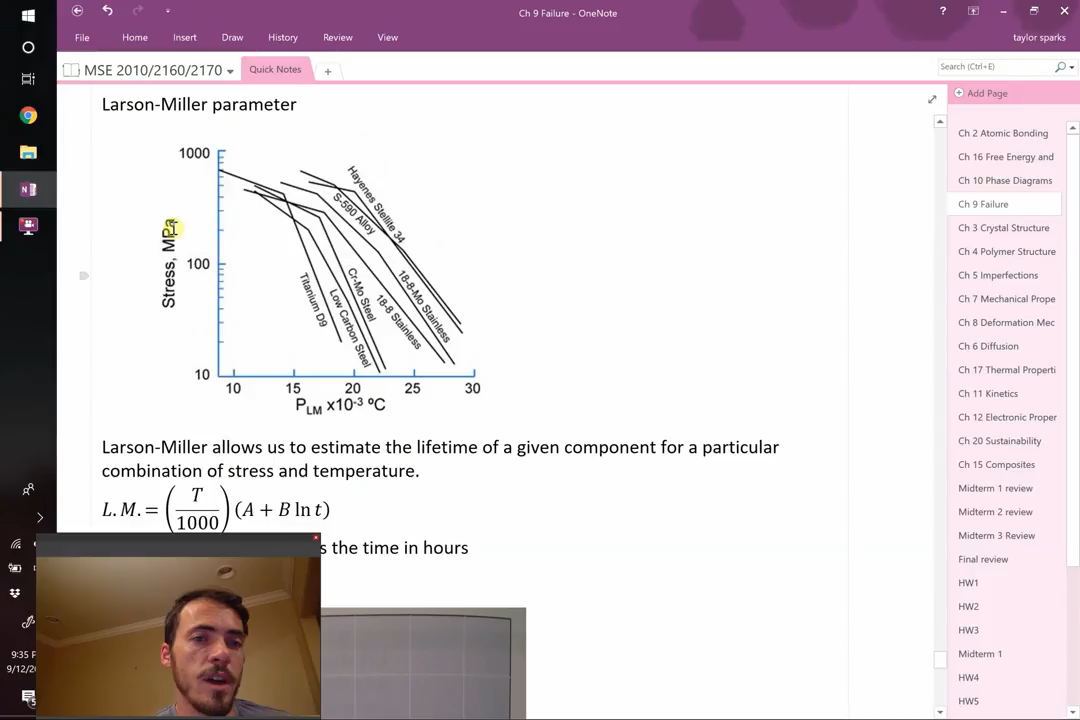 Ch 9 Failure - OneNote
File Home Insert Draw History Review View
taylor sparks
MSE 2010/2160/2170
Quick Notes
Search (Ctrl+E)
Larson-Miller parameter
1000
100
10
Stress, MPa
10 15 20 25 30
P_LM x10⁻³ ºC
Titanium D9
Low Carbon Steel
Cr-Mo Steel
18-8 Stainless
18-8-Mo Stainless
S-590 Alloy
Hayenes Stellite 34
Larson-Miller allows us to estimate the lifetime of a given component for a particular
combination of stress and temperature.
L. M. = (T/1000) (A + B ln t)
s the time in hours
Add Page
Ch 2 Atomic Bonding
Ch 16 Free Energy and
Ch 10 Phase Diagrams
Ch 9 Failure
Ch 3 Crystal Structure
Ch 4 Polymer Structure
Ch 5 Imperfections
Ch 7 Mechanical Prope
Ch 8 Deformation Mec
Ch 6 Diffusion
Ch 17 Thermal Properti
Ch 11 Kinetics
Ch 12 Electronic Proper
Ch 20 Sustainability
Ch 15 Composites
Midterm 1 review
Midterm 2 review
Midterm 3 Review
Final review
HW1
HW2
HW3
Midterm 1
HW4
HW5
9:35 P
9/12/20